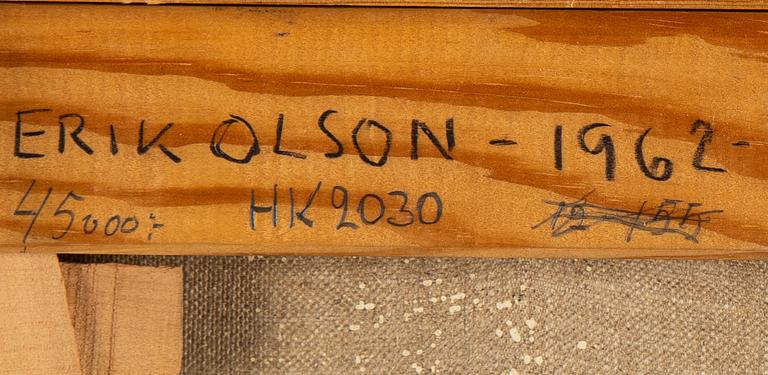 ERIK OLSON - 1962-
45000:- HK2030